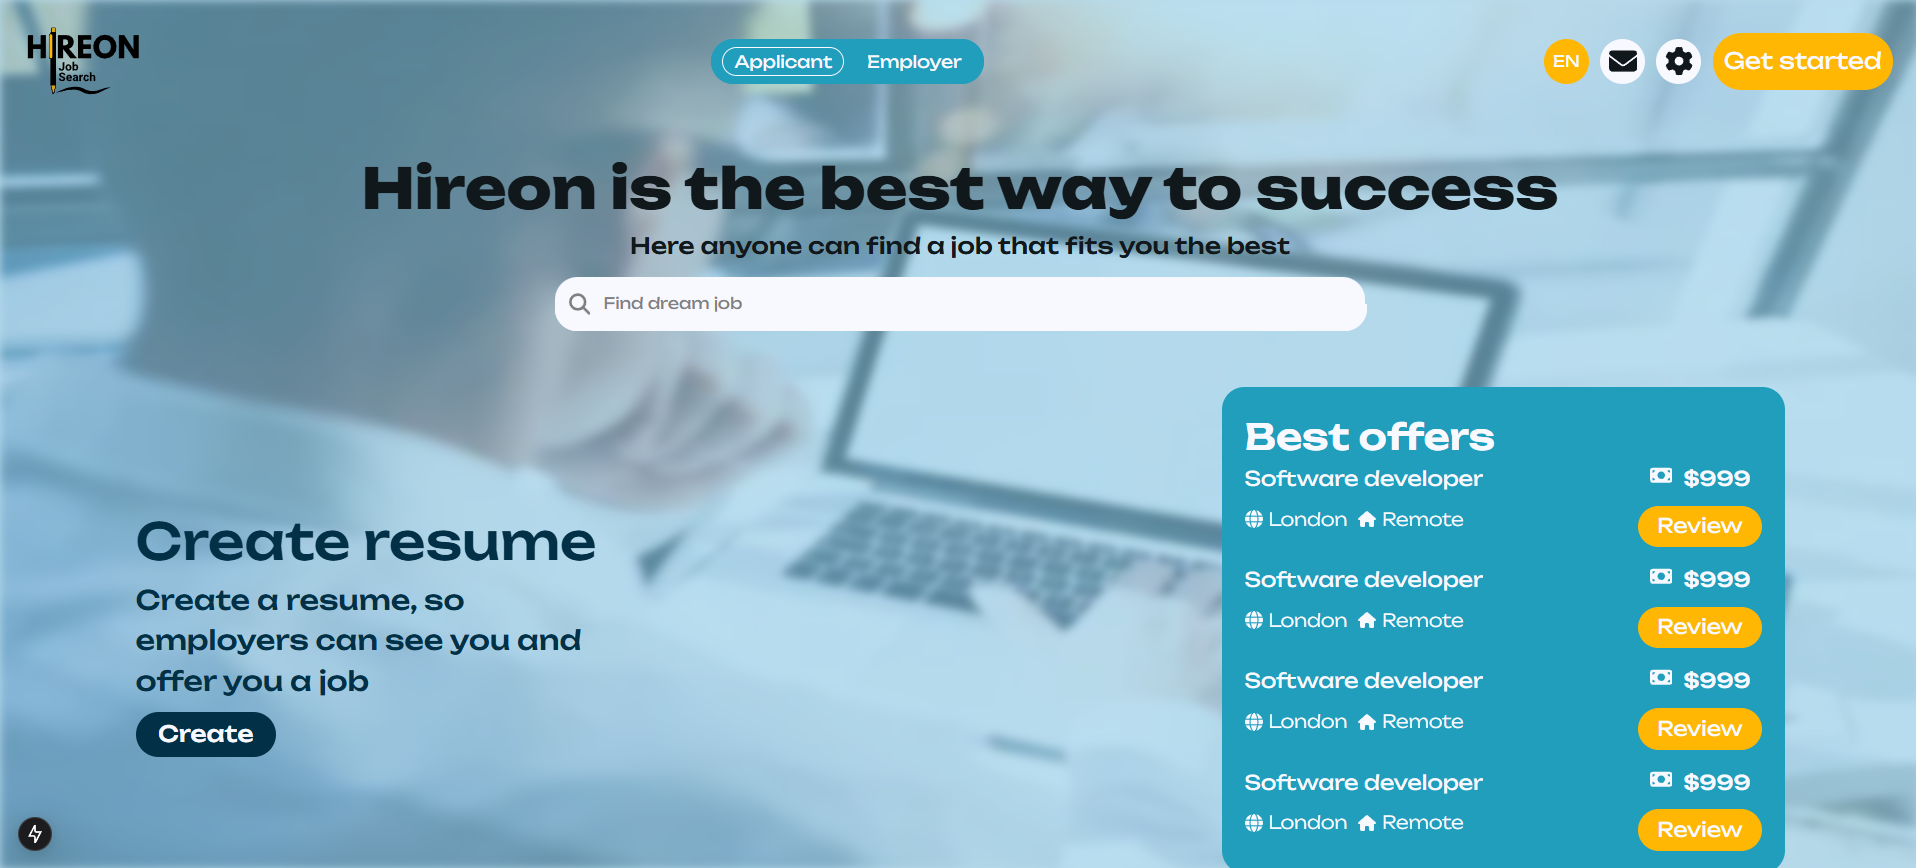 HIREON
Job
Search
Applicant
Employer
EN
Get started
Hireon is the best way to success
Here anyone can find a job that fits you the best
Find dream job
Create resume
Create a resume, so
employers can see you and
offer you a job
Create
Best offers
Software developer
$999
London
Remote
Review
Software developer
$999
London
Remote
Review
Software developer
$999
London
Remote
Review
Software developer
$999
London
Remote
Review